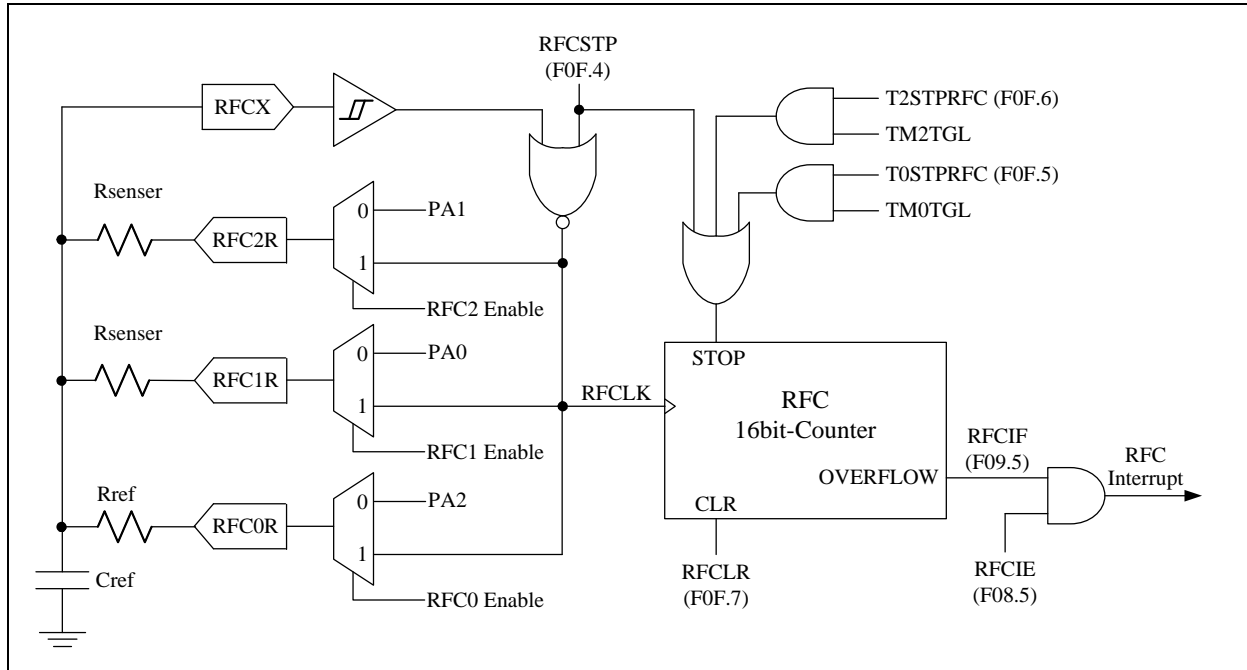 RFCSTP
(F0F.4)
RFCX
T2STPRFC (F0F.6)
TM2TGL
T0STPRFC (F0F.5)
TM0TGL
Rsenser
RFC2R
0
PA1
1
RFC2 Enable
Rsenser
RFC1R
0
PA0
1
RFC1 Enable
RFCLK
STOP
RFC
16bit-Counter
OVERFLOW
CLR
RFCIF
(F09.5)
RFC
Interrupt
RFCIE
(F08.5)
RFCLR
(F0F.7)
Rref
RFC0R
0
PA2
1
RFC0 Enable
Cref